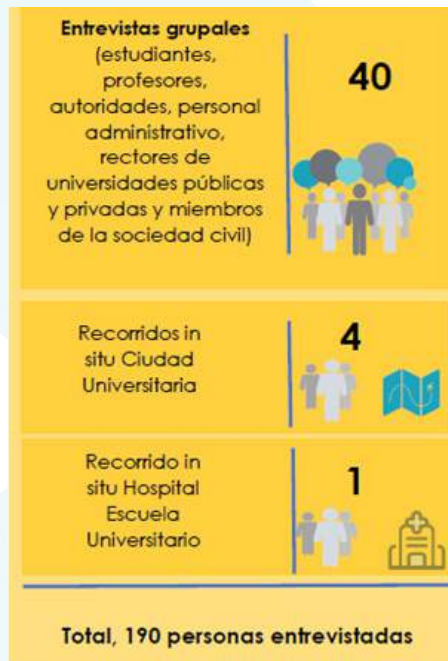 Entrevistas grupales
(estudiantes,
profesores,
autoridades, personal
administrativo,
rectores de
universidades públicas
y privadas y miembros
de la sociedad civil)
40
Recorridos in
situ Ciudad
Universitaria
4
Recorrido in
situ Hospital
Escuela
Universitario
1
Total, 190 personas entrevistadas